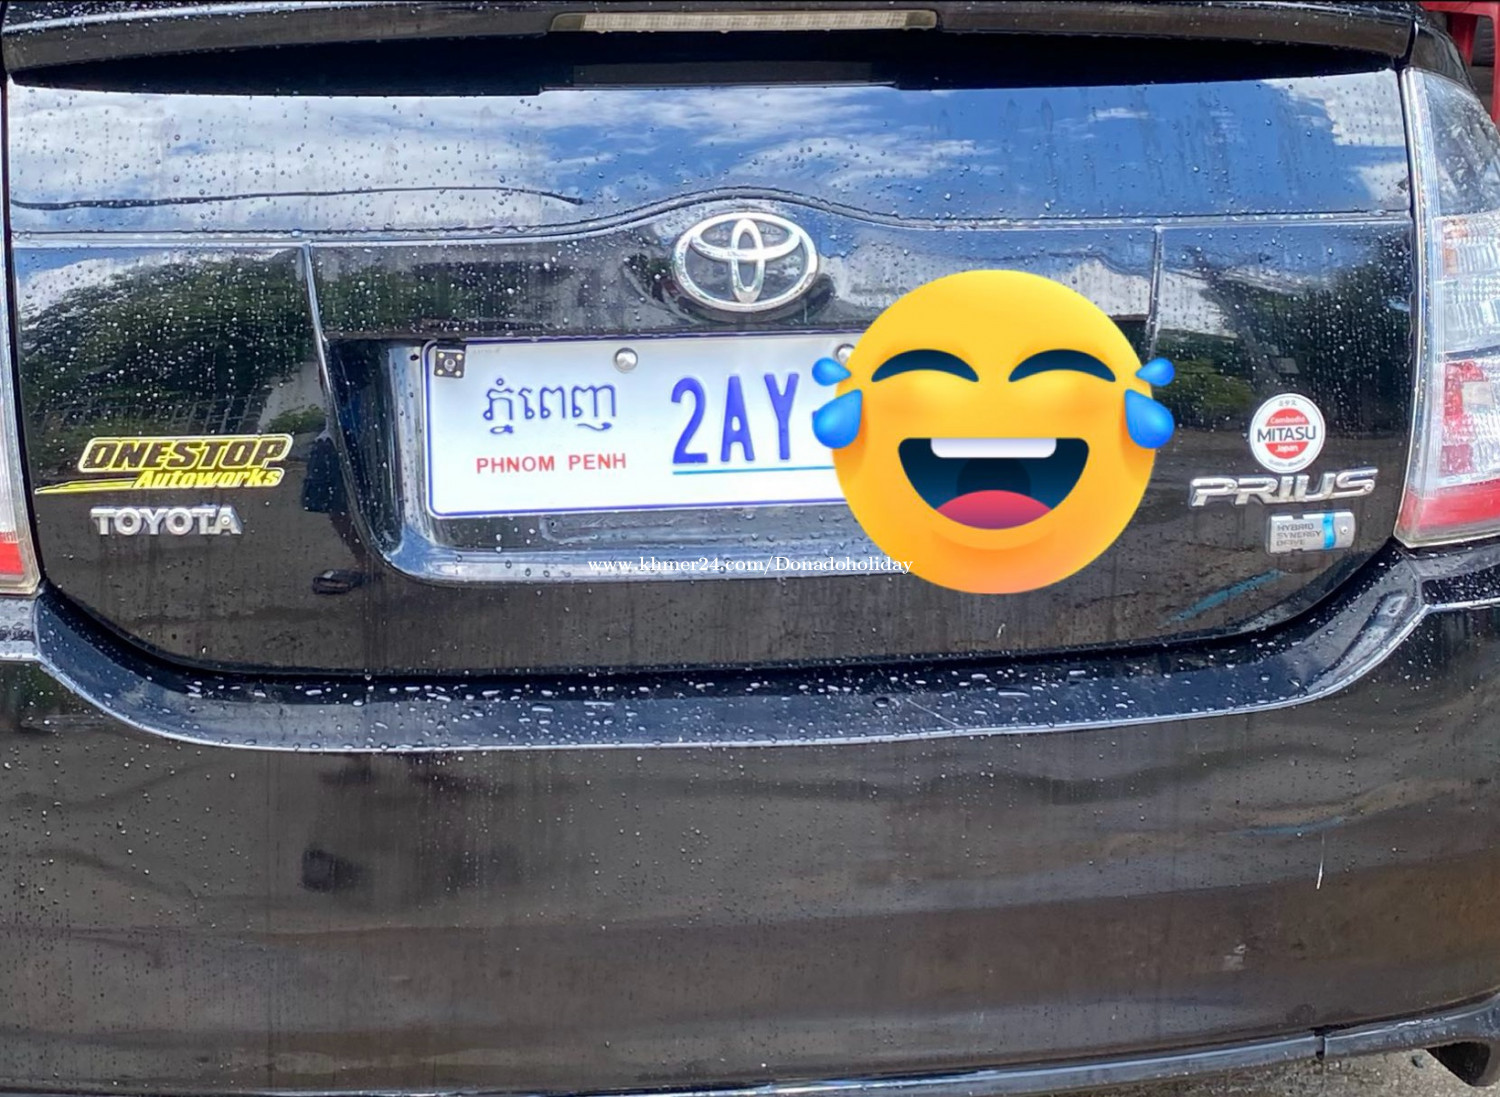 ភ្នំពេញ
2AY
PHNOM PENH
ONESTOP
Autoworks
TOYOTA
Cambodia
MITASU
Japan
PRIUS
HYBRID
SYNERGY
DRIVE
www.khmer24.com/Donadoholiday